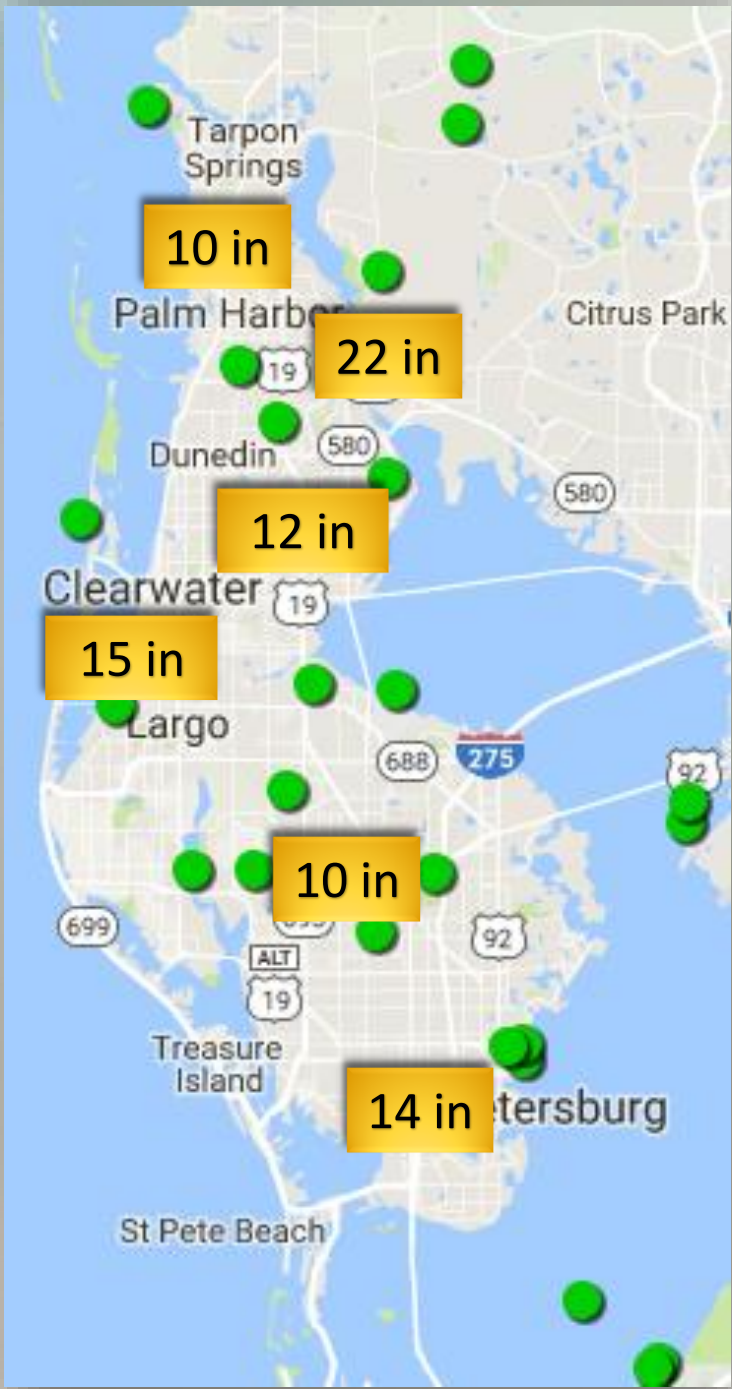 Tarpon
Springs
10 in
Palm Harbor
Citrus Park
22 in
19
Dunedin
580
580
12 in
Clearwater
19
15 in
Largo
688
275
92
10 in
699
92
ALT
19
Treasure
Island
14 in
etersburg
St Pete Beach